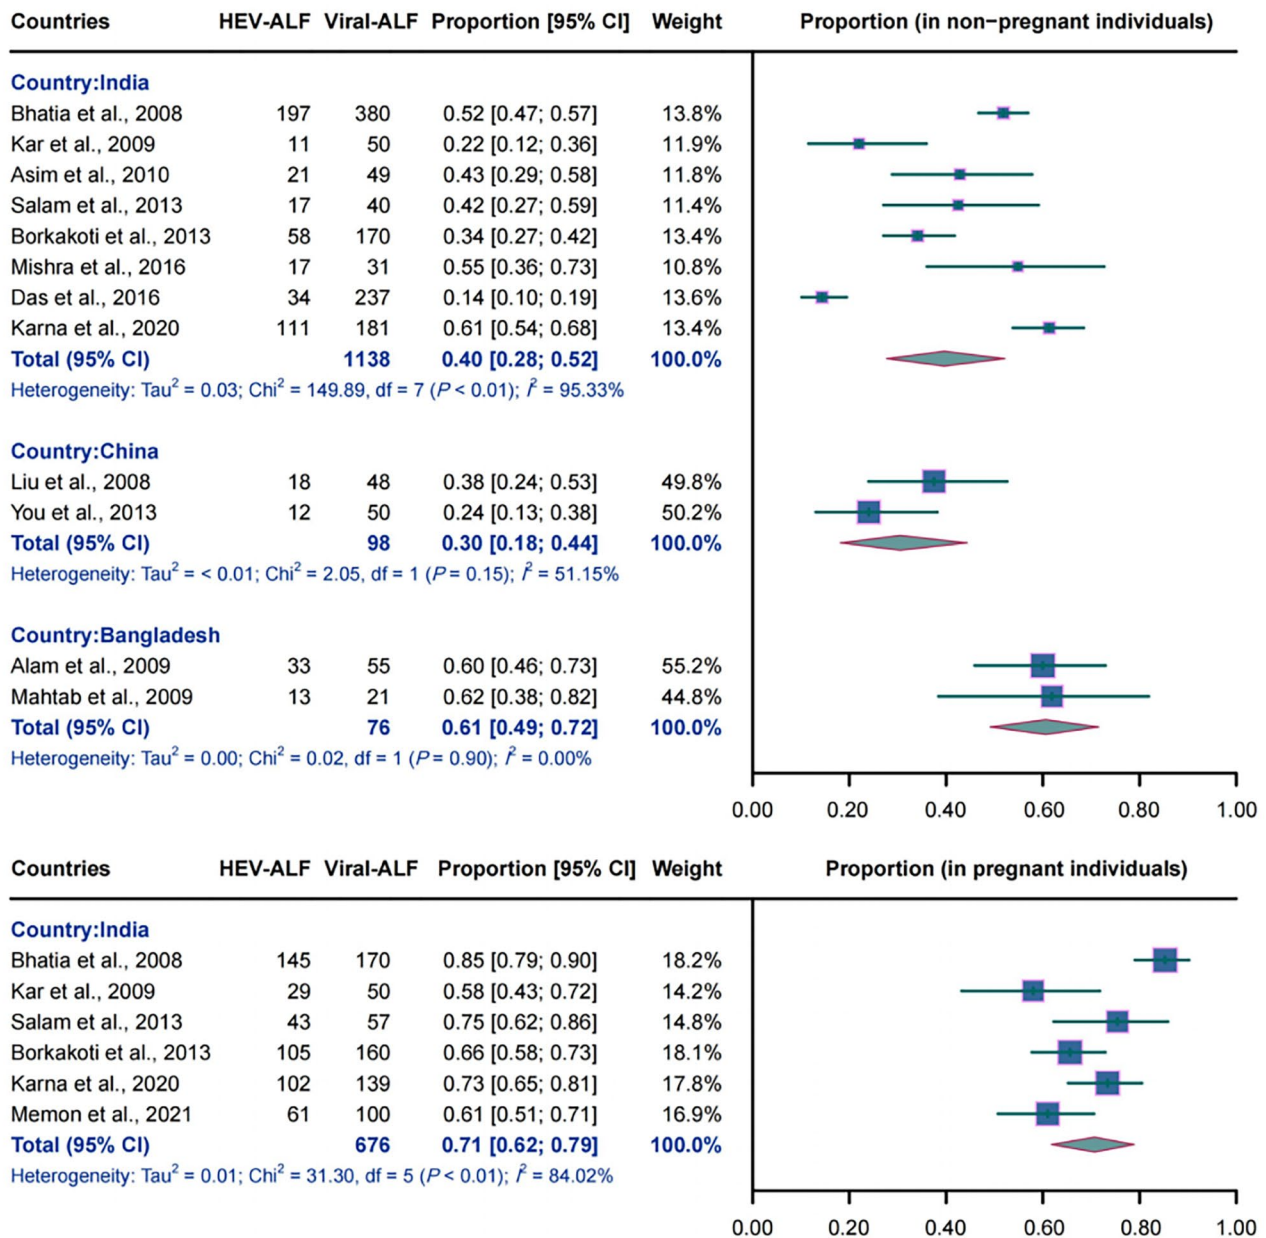 Countries HEV-ALF Viral-ALF Proportion [95% CI] Weight Proportion (in non−pregnant individuals)
Country:India
Bhatia et al., 2008 197 380 0.52 [0.47; 0.57] 13.8%
Kar et al., 2009 11 50 0.22 [0.12; 0.36] 11.9%
Asim et al., 2010 21 49 0.43 [0.29; 0.58] 11.8%
Salam et al., 2013 17 40 0.42 [0.27; 0.59] 11.4%
Borkakoti et al., 2013 58 170 0.34 [0.27; 0.42] 13.4%
Mishra et al., 2016 17 31 0.55 [0.36; 0.73] 10.8%
Das et al., 2016 34 237 0.14 [0.10; 0.19] 13.6%
Karna et al., 2020 111 181 0.61 [0.54; 0.68] 13.4%
Total (95% CI) 1138 0.40 [0.28; 0.52] 100.0%
Heterogeneity: Tau² = 0.03; Chi² = 149.89, df = 7 (P < 0.01); I² = 95.33%
Country:China
Liu et al., 2008 18 48 0.38 [0.24; 0.53] 49.8%
You et al., 2013 12 50 0.24 [0.13; 0.38] 50.2%
Total (95% CI) 98 0.30 [0.18; 0.44] 100.0%
Heterogeneity: Tau² = < 0.01; Chi² = 2.05, df = 1 (P = 0.15); I² = 51.15%
Country:Bangladesh
Alam et al., 2009 33 55 0.60 [0.46; 0.73] 55.2%
Mahtab et al., 2009 13 21 0.62 [0.38; 0.82] 44.8%
Total (95% CI) 76 0.61 [0.49; 0.72] 100.0%
Heterogeneity: Tau² = 0.00; Chi² = 0.02, df = 1 (P = 0.90); I² = 0.00%
0.00 0.20 0.40 0.60 0.80 1.00
Countries HEV-ALF Viral-ALF Proportion [95% CI] Weight Proportion (in pregnant individuals)
Country:India
Bhatia et al., 2008 145 170 0.85 [0.79; 0.90] 18.2%
Kar et al., 2009 29 50 0.58 [0.43; 0.72] 14.2%
Salam et al., 2013 43 57 0.75 [0.62; 0.86] 14.8%
Borkakoti et al., 2013 105 160 0.66 [0.58; 0.73] 18.1%
Karna et al., 2020 102 139 0.73 [0.65; 0.81] 17.8%
Memon et al., 2021 61 100 0.61 [0.51; 0.71] 16.9%
Total (95% CI) 676 0.71 [0.62; 0.79] 100.0%
Heterogeneity: Tau² = 0.01; Chi² = 31.30, df = 5 (P < 0.01); I² = 84.02%
0.00 0.20 0.40 0.60 0.80 1.00